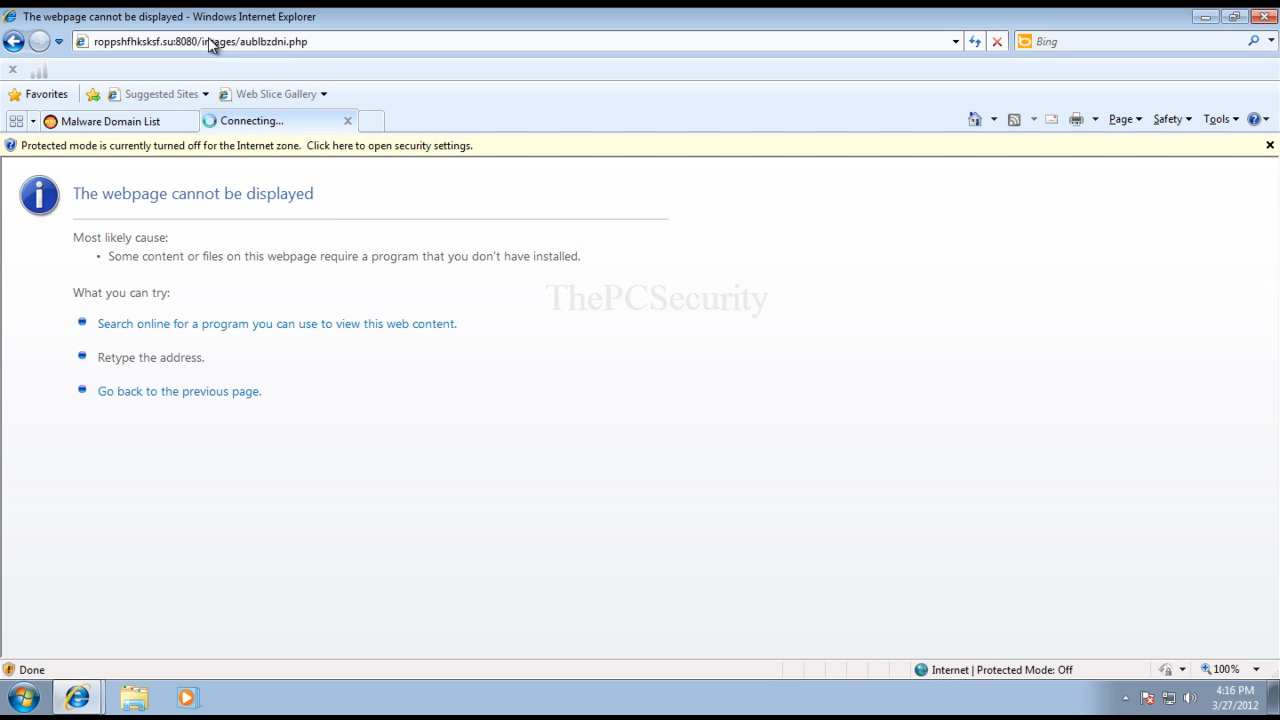 The webpage cannot be displayed - Windows Internet Explorer
roppshfhksksf.su:8080/images/aublbzdni.php
Bing
Favorites Suggested Sites Web Slice Gallery
Malware Domain List Connecting... Page Safety Tools
Protected mode is currently turned off for the Internet zone. Click here to open security settings.
The webpage cannot be displayed
Most likely cause:
• Some content or files on this webpage require a program that you don't have installed.
What you can try:
ThePCSecurity
Search online for a program you can use to view this web content.
Retype the address.
Go back to the previous page.
Done Internet | Protected Mode: Off 100%
4:16 PM
3/27/2012